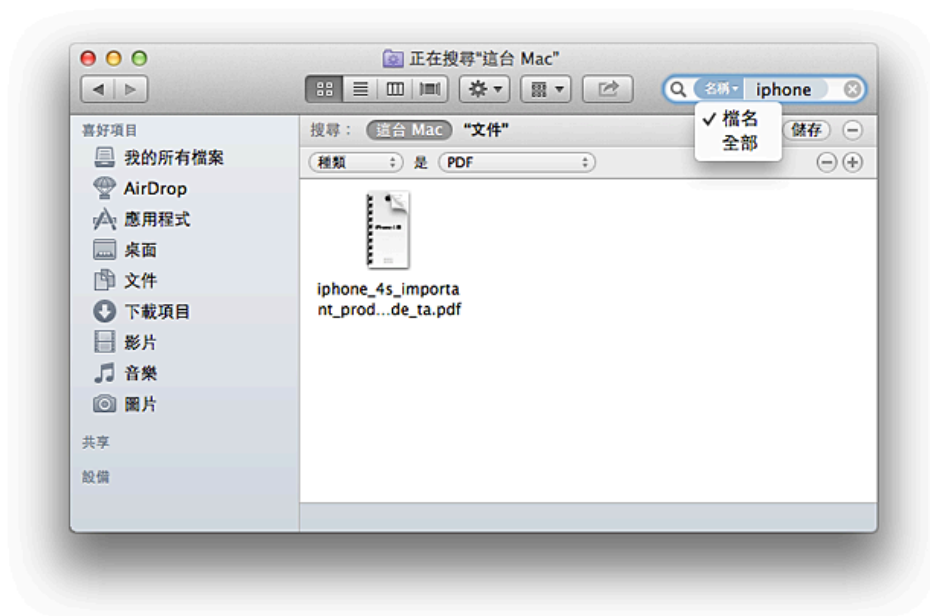 正在搜尋“這台 Mac”
名稱 iphone
檔名
全部
搜尋： 這台 Mac “文件” 儲存
種類 是 PDF
喜好項目
我的所有檔案
AirDrop
應用程式
桌面
文件
下載項目
影片
音樂
圖片
共享
設備
iphone_4s_importa
nt_prod...de_ta.pdf